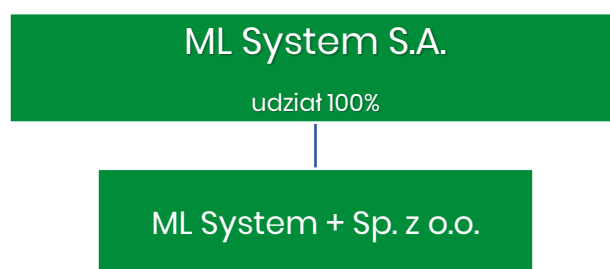 ML System S.A.
udział 100%
ML System + Sp. z o.o.